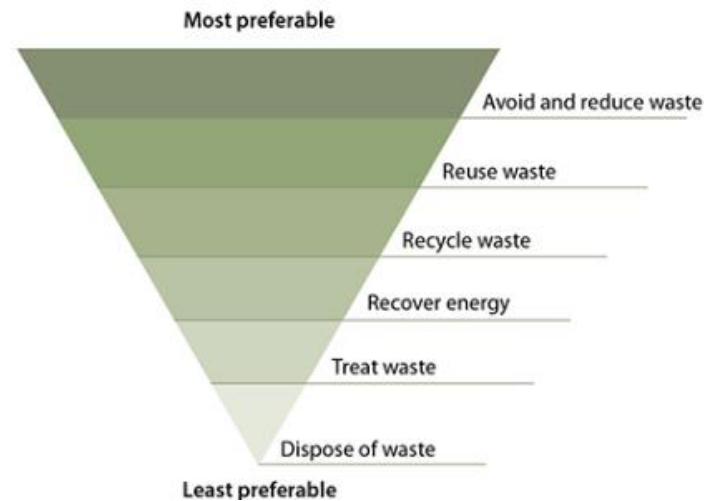 Most preferable
Avoid and reduce waste
Reuse waste
Recycle waste
Recover energy
Treat waste
Dispose of waste
Least preferable